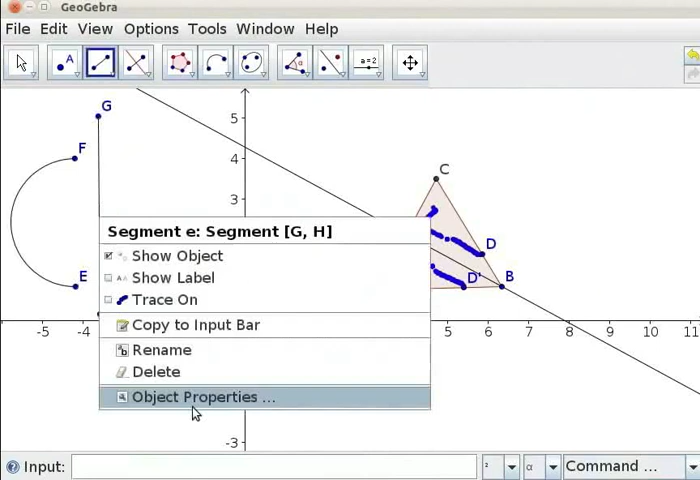 GeoGebra
File Edit View Options Tools Window Help
A
α
a=2
G
F
E
5
4
3
C
D
D'
B
Segment e: Segment [G, H]
Show Object
AA Show Label
Trace On
Copy to Input Bar
Rename
Delete
Object Properties ...
-5 -4 5 6 7 8 9 10 11
-3
Input: 2 α Command ...